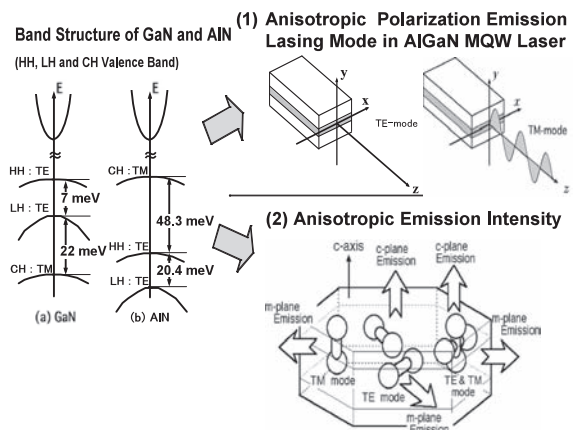 Band Structure of GaN and AlN
(HH, LH and CH Valence Band)
E
HH : TE
7 meV
LH : TE
22 meV
CH : TM
(a) GaN
E
CH : TM
48.3 meV
HH : TE
20.4 meV
LH : TE
(b) AlN
(1) Anisotropic Polarization Emission
Lasing Mode in AlGaN MQW Laser
y
x
TE-mode
z
y
x
TM-mode
z
(2) Anisotropic Emission Intensity
c-axis
c-plane
Emission
c-plane
Emission
m-plane
Emission
m-plane
Emission
TM mode
TE mode
TE & TM
mode
m-plane
Emission